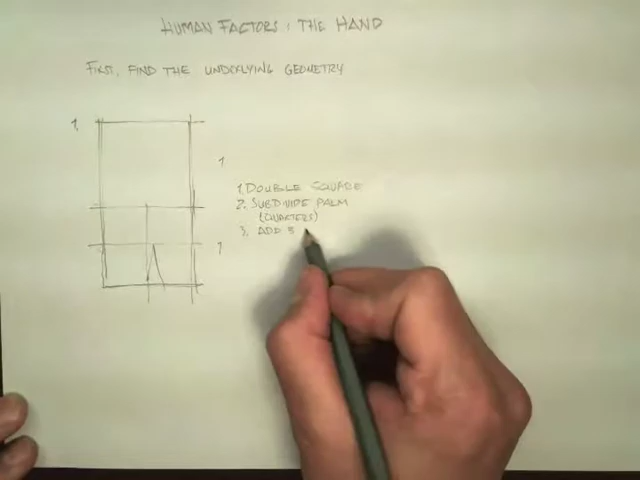 HUMAN FACTORS : THE HAND
FIRST, FIND THE UNDERLYING GEOMETRY
1.
1
1. DOUBLE SQUARE
2. SUBDIVIDE PALM
(QUARTERS)
3. ADD 5
1